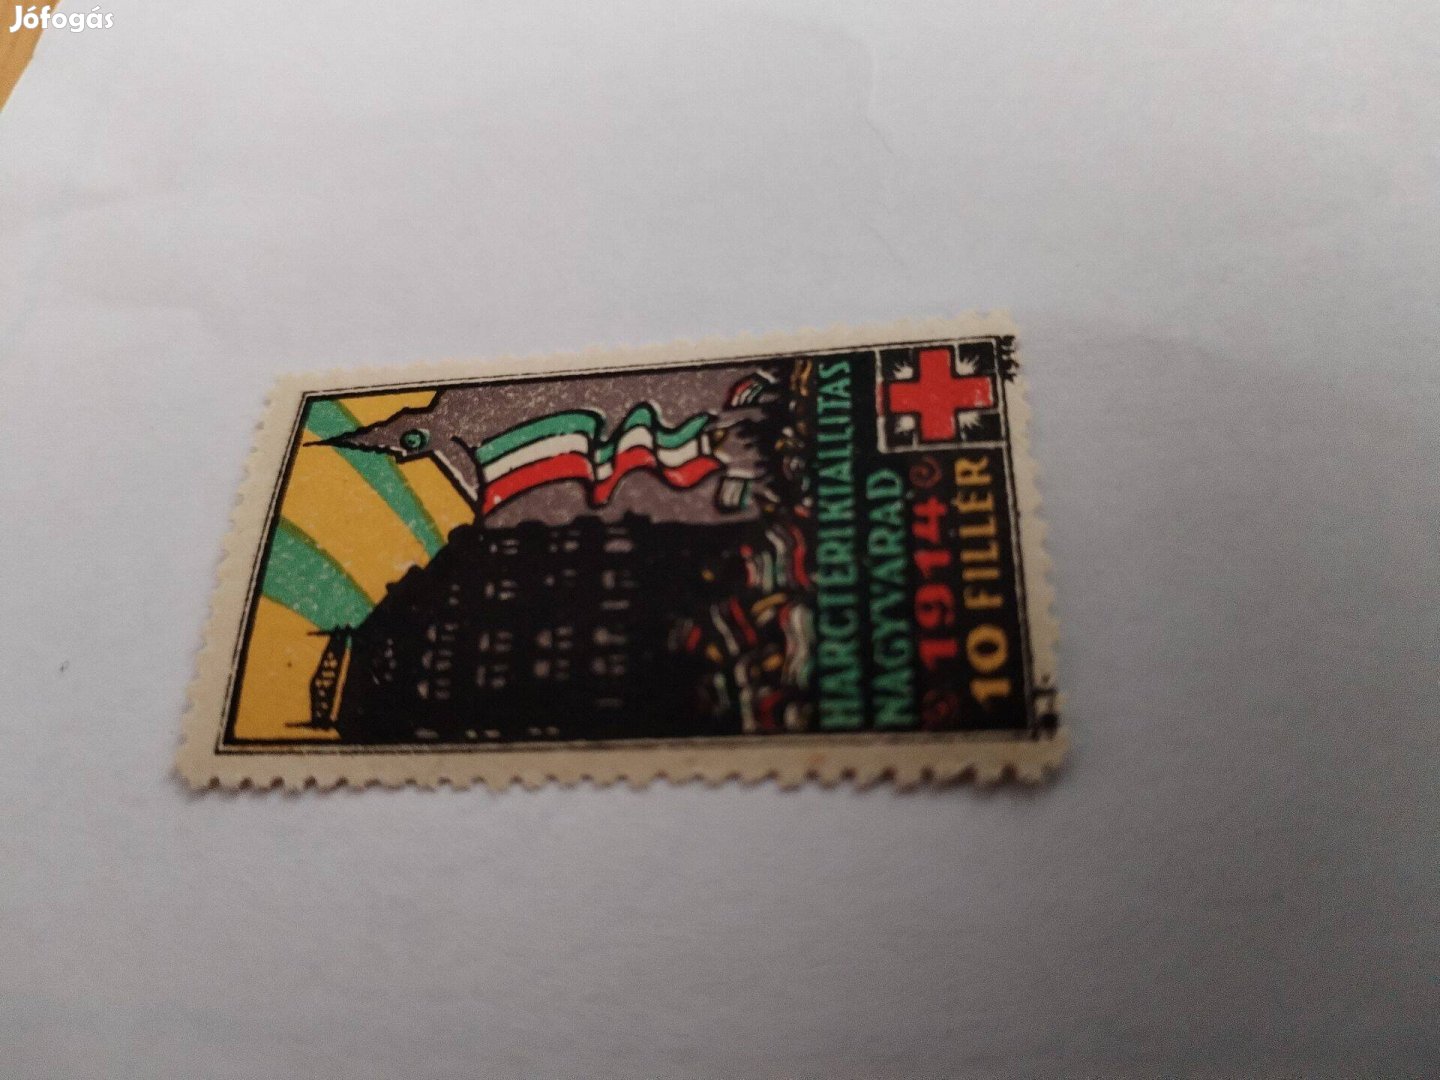 Jófogás
HARCTÉRI KIÁLLITÁS
NAGYVÁRAD
1914
10 FILLÉR